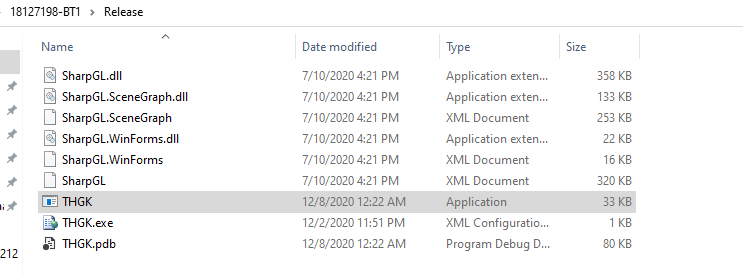 18127198-BT1 › Release
Name Date modified Type Size
SharpGL.dll 7/10/2020 4:21 PM Application exten... 358 KB
SharpGL.SceneGraph.dll 7/10/2020 4:21 PM Application exten... 133 KB
SharpGL.SceneGraph 7/10/2020 4:21 PM XML Document 253 KB
SharpGL.WinForms.dll 7/10/2020 4:21 PM Application exten... 22 KB
SharpGL.WinForms 7/10/2020 4:21 PM XML Document 16 KB
SharpGL 7/10/2020 4:21 PM XML Document 320 KB
THGK 12/8/2020 12:22 AM Application 33 KB
THGK.exe 12/2/2020 11:51 PM XML Configuratio... 1 KB
THGK.pdb 12/8/2020 12:22 AM Program Debug D... 80 KB
212